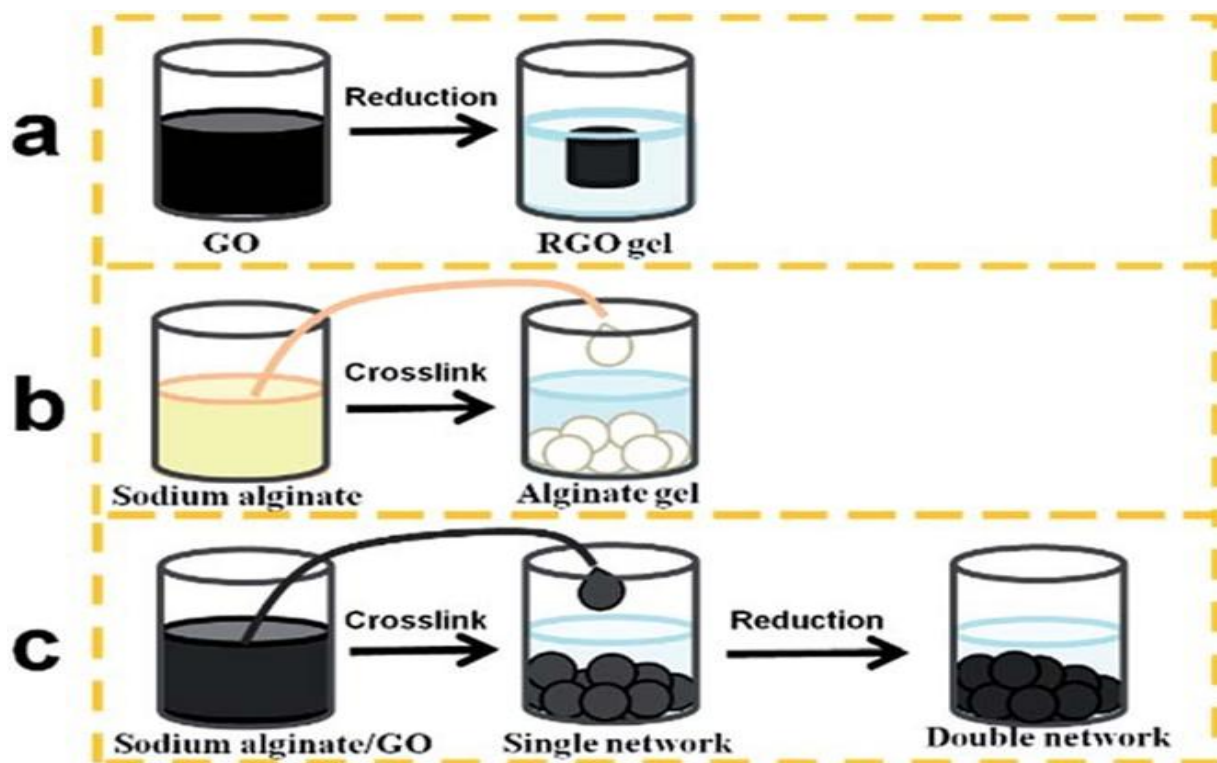 a
Reduction
GO
RGO gel
b
Crosslink
Sodium alginate
Alginate gel
c
Crosslink
Reduction
Sodium alginate/GO
Single network
Double network